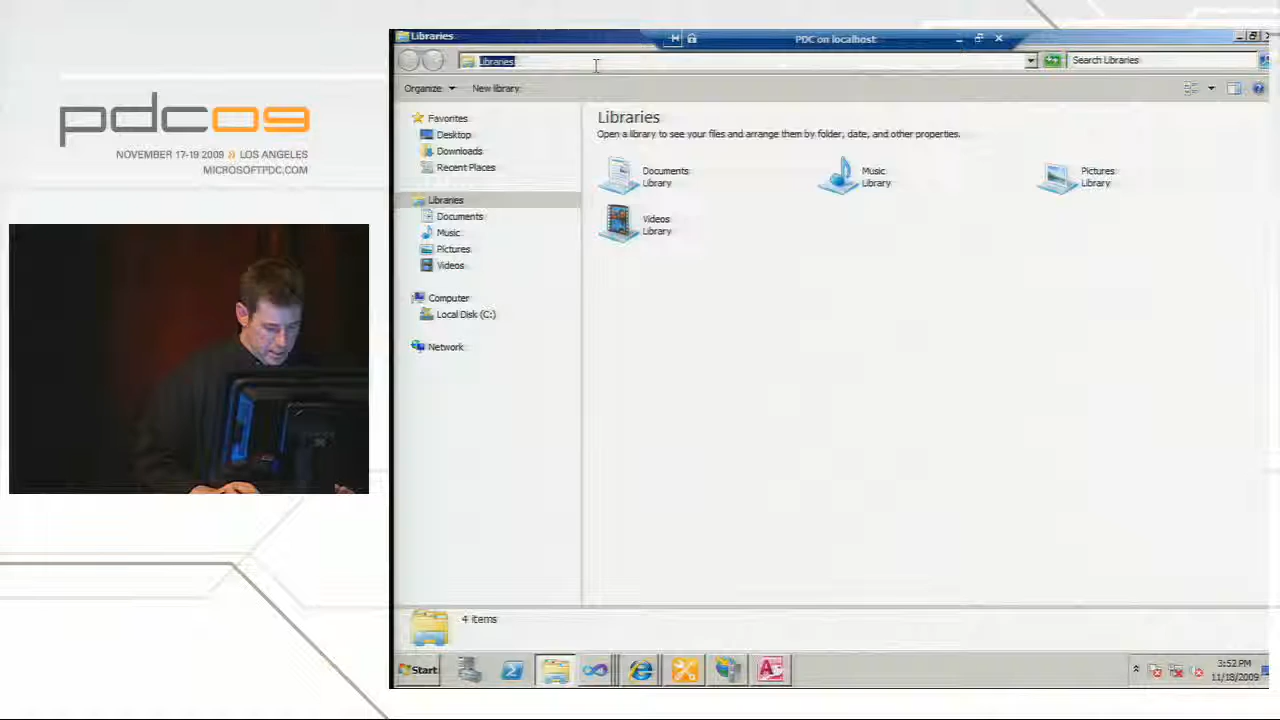 pdc09
NOVEMBER 17-19 2009 » LOS ANGELES
MICROSOFTPDC.COM
Libraries
PDC on localhost
Libraries
Search Libraries
Organize
New library
Favorites
Desktop
Downloads
Recent Places
Libraries
Documents
Music
Pictures
Videos
Computer
Local Disk (C:)
Network
Libraries
Open a library to see your files and arrange them by folder, date, and other properties.
Documents
Library
Music
Library
Pictures
Library
Videos
Library
4 items
Start
3:52 PM
11/18/2009